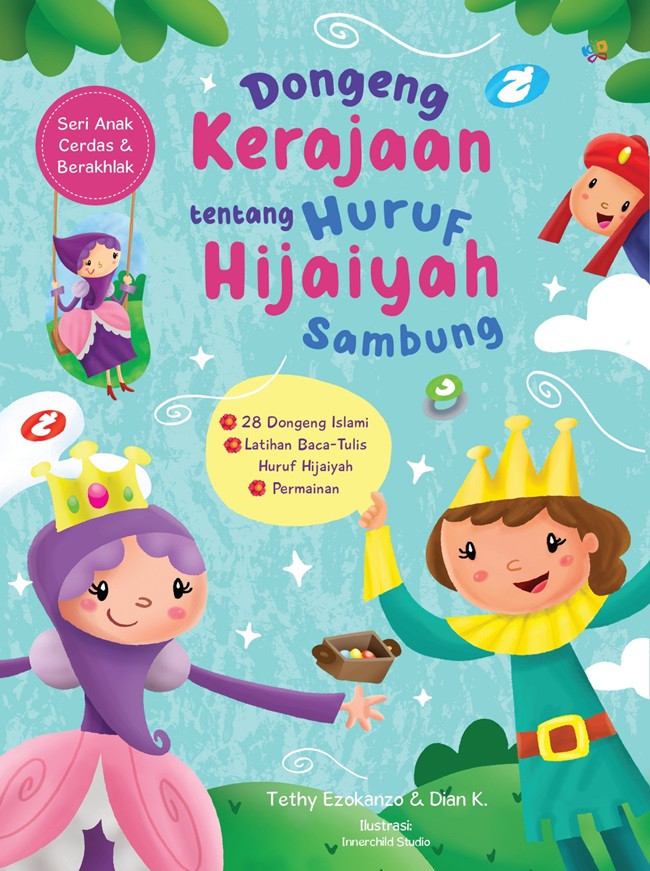 Dongeng
Kerajaan
tentang Huruf
Hijaiyah
Sambung
Seri Anak
Cerdas &
Berakhlak
28 Dongeng Islami
Latihan Baca-Tulis
Huruf Hijaiyah
Permainan
Tethy Ezokanzo & Dian K.
Ilustrasi:
Innerchild Studio